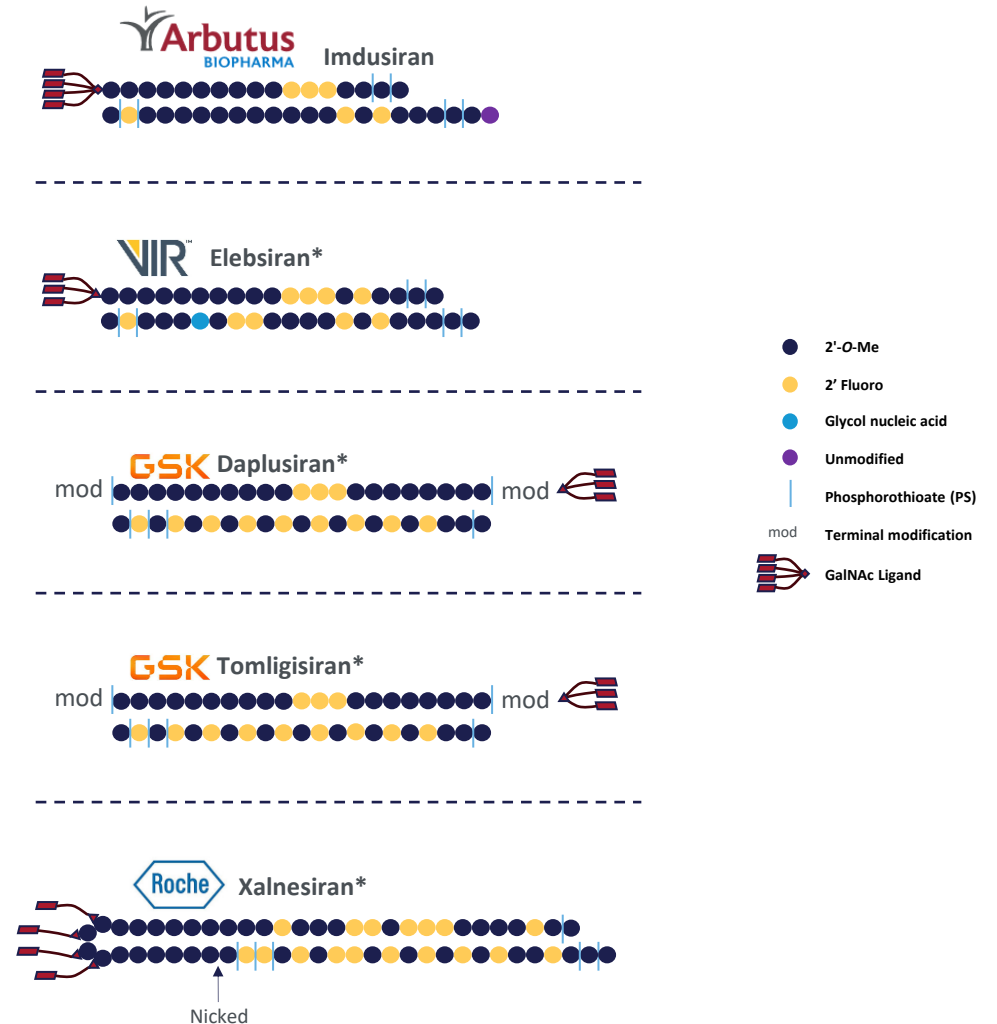 Arbutus
BIOPHARMA
Imdusiran
VIR™
Elebsiran*
GSK Daplusiran*
mod
mod
GSK Tomligisiran*
mod
mod
Roche
Xalnesiran*
Nicked
2'-O-Me
2’ Fluoro
Glycol nucleic acid
Unmodified
Phosphorothioate (PS)
mod Terminal modification
GalNAc Ligand